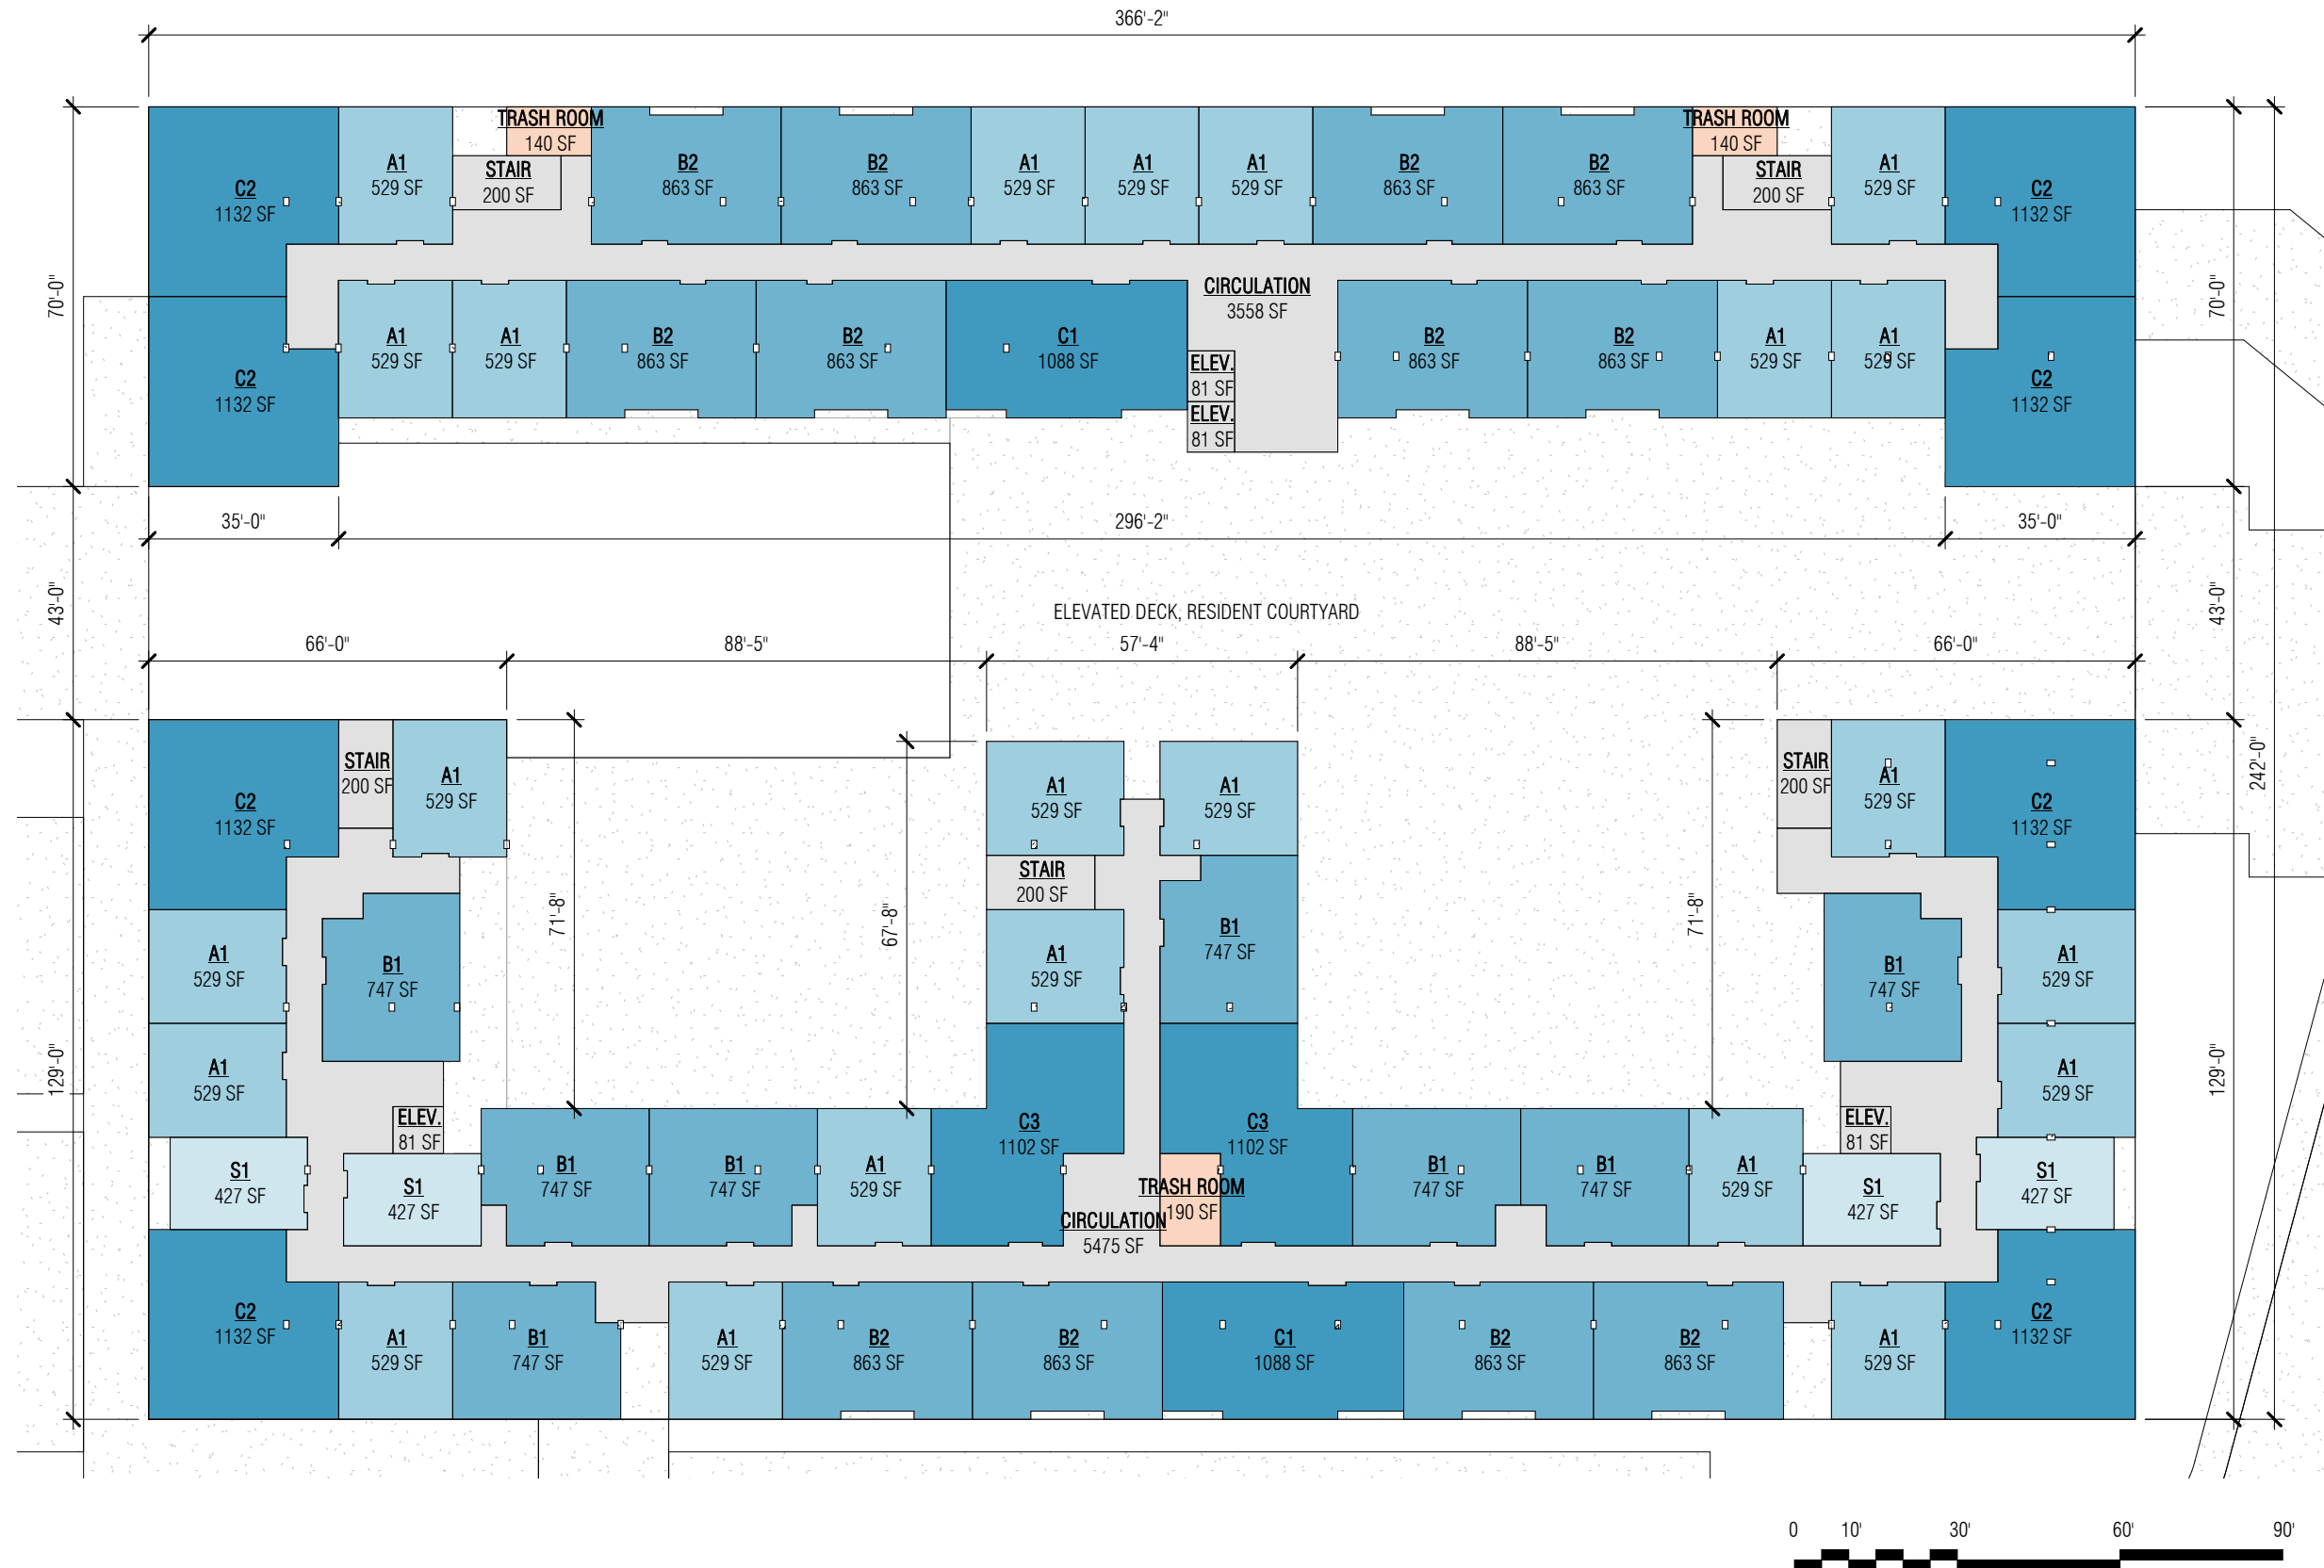 366'-2"
TRASH ROOM
140 SF
TRASH ROOM
140 SF
C2
1132 SF
A1
529 SF
STAIR
200 SF
B2
863 SF
B2
863 SF
A1
529 SF
A1
529 SF
A1
529 SF
B2
863 SF
B2
863 SF
STAIR
200 SF
A1
529 SF
C2
1132 SF
70'-0"
70'-0"
CIRCULATION
3558 SF
C2
1132 SF
A1
529 SF
A1
529 SF
B2
863 SF
B2
863 SF
C1
1088 SF
ELEV.
81 SF
ELEV.
81 SF
B2
863 SF
B2
863 SF
A1
529 SF
A1
529 SF
C2
1132 SF
35'-0"
296'-2"
35'-0"
43'-0"
43'-0"
ELEVATED DECK, RESIDENT COURTYARD
66'-0"
88'-5"
57'-4"
88'-5"
66'-0"
242'-0"
C2
1132 SF
STAIR
200 SF
A1
529 SF
A1
529 SF
A1
529 SF
STAIR
200 SF
A1
529 SF
C2
1132 SF
71'-8"
67'-8"
71'-8"
STAIR
200 SF
A1
529 SF
B1
747 SF
A1
529 SF
B1
747 SF
B1
747 SF
A1
529 SF
129'-0"
129'-0"
A1
529 SF
A1
529 SF
ELEV.
81 SF
C3
1102 SF
C3
1102 SF
ELEV.
81 SF
S1
427 SF
S1
427 SF
B1
747 SF
B1
747 SF
A1
529 SF
TRASH ROOM
190 SF
B1
747 SF
B1
747 SF
A1
529 SF
S1
427 SF
S1
427 SF
CIRCULATION
5475 SF
C2
1132 SF
A1
529 SF
B1
747 SF
A1
529 SF
B2
863 SF
B2
863 SF
C1
1088 SF
B2
863 SF
B2
863 SF
A1
529 SF
C2
1132 SF
0 10' 30' 60' 90'